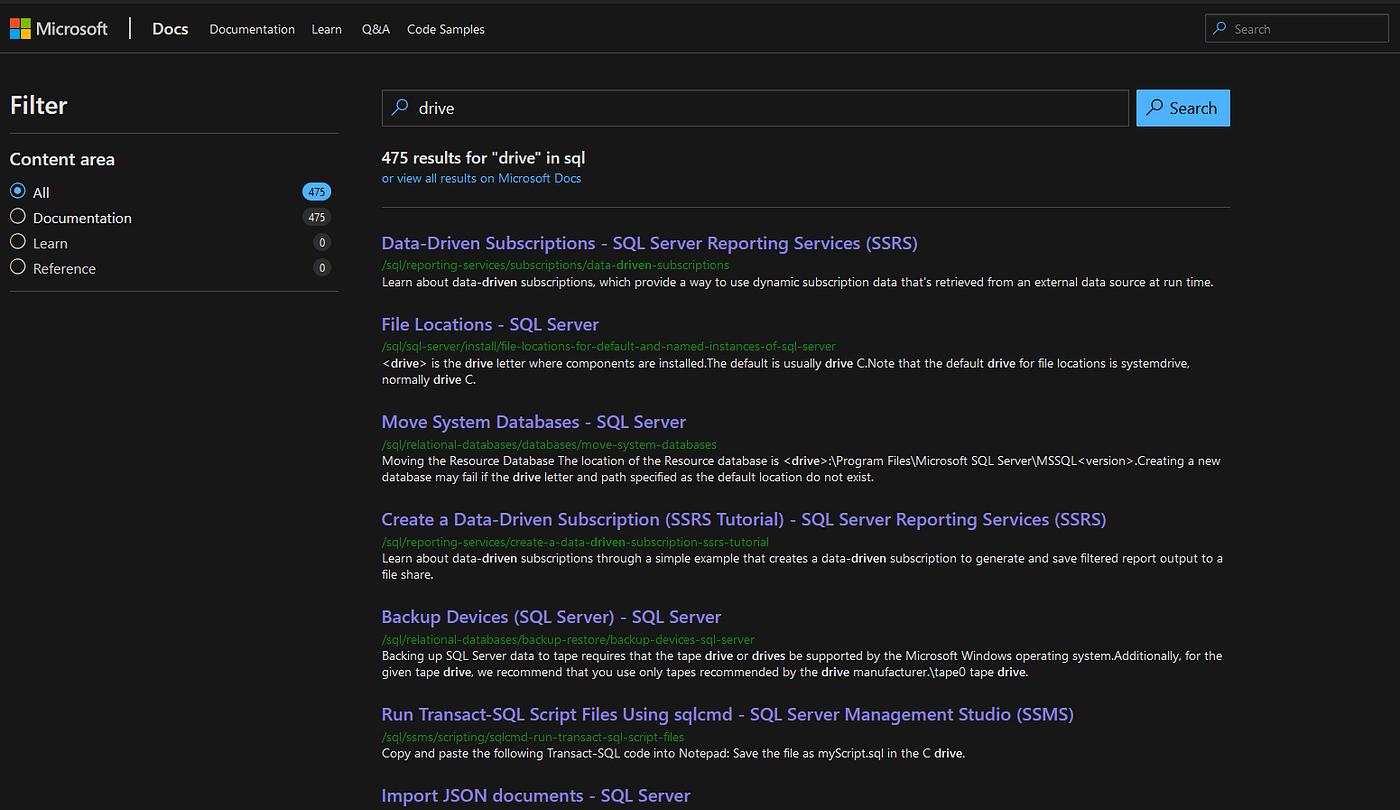 Microsoft Docs Documentation Learn Q&A Code Samples Search
Filter
Content area
All 475
Documentation 475
Learn 0
Reference 0
drive Search
475 results for "drive" in sql
or view all results on Microsoft Docs
Data-Driven Subscriptions - SQL Server Reporting Services (SSRS)
/sql/reporting-services/subscriptions/data-driven-subscriptions
Learn about data-driven subscriptions, which provide a way to use dynamic subscription data that's retrieved from an external data source at run time.
File Locations - SQL Server
/sql/sql-server/install/file-locations-for-default-and-named-instances-of-sql-server
<drive> is the drive letter where components are installed.The default is usually drive C.Note that the default drive for file locations is systemdrive,
normally drive C.
Move System Databases - SQL Server
/sql/relational-databases/databases/move-system-databases
Moving the Resource Database The location of the Resource database is <drive>:\Program Files\Microsoft SQL Server\MSSQL<version>.Creating a new
database may fail if the drive letter and path specified as the default location do not exist.
Create a Data-Driven Subscription (SSRS Tutorial) - SQL Server Reporting Services (SSRS)
/sql/reporting-services/create-a-data-driven-subscription-ssrs-tutorial
Learn about data-driven subscriptions through a simple example that creates a data-driven subscription to generate and save filtered report output to a
file share.
Backup Devices (SQL Server) - SQL Server
/sql/relational-databases/backup-restore/backup-devices-sql-server
Backing up SQL Server data to tape requires that the tape drive or drives be supported by the Microsoft Windows operating system.Additionally, for the
given tape drive, we recommend that you use only tapes recommended by the drive manufacturer.\tape0 tape drive.
Run Transact-SQL Script Files Using sqlcmd - SQL Server Management Studio (SSMS)
/sql/ssms/scripting/sqlcmd-run-transact-sql-script-files
Copy and paste the following Transact-SQL code into Notepad: Save the file as myScript.sql in the C drive.
Import JSON documents - SQL Server